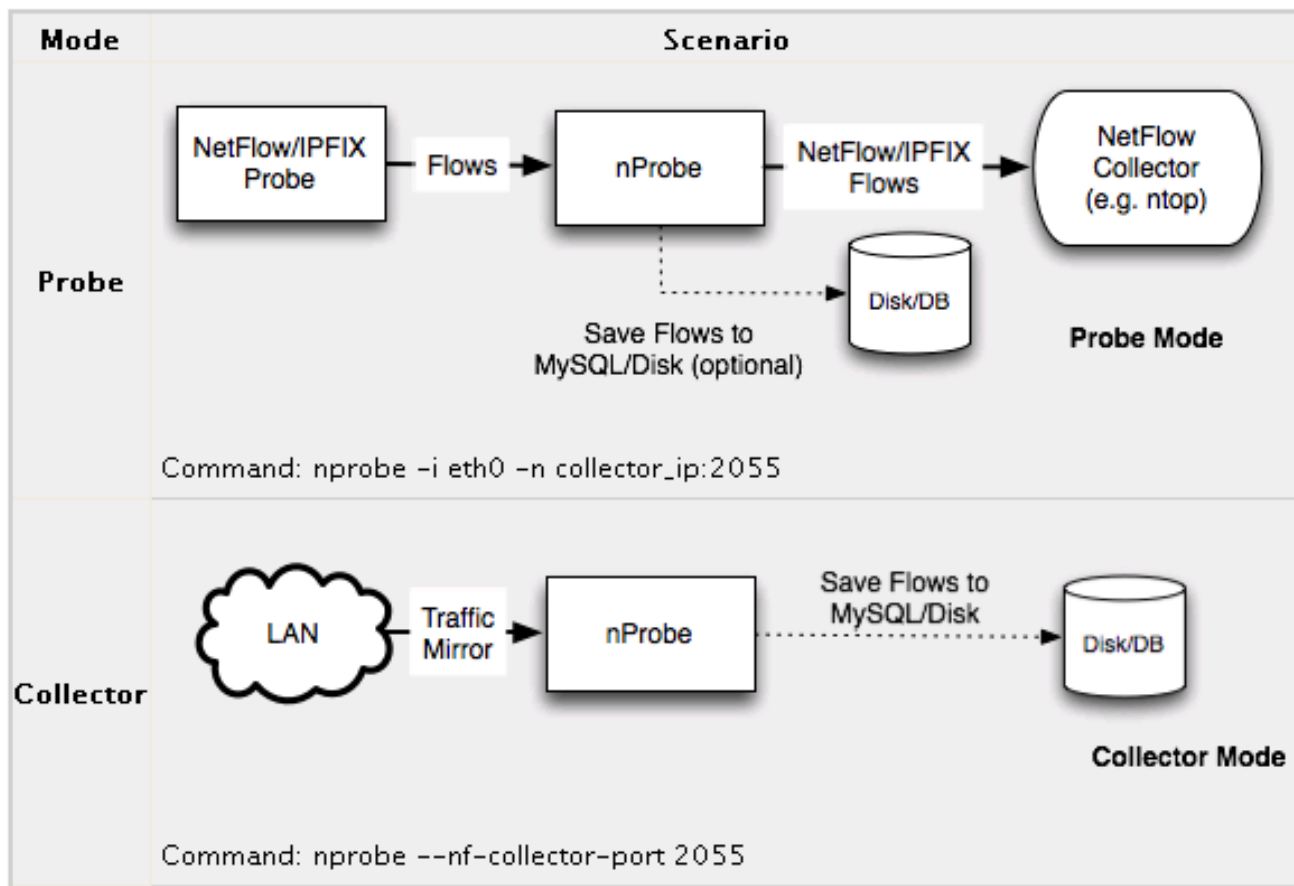 Mode
Scenario
Probe
NetFlow/IPFIX
Probe
Flows
nProbe
NetFlow/IPFIX
Flows
NetFlow
Collector
(e.g. ntop)
Disk/DB
Save Flows to
MySQL/Disk (optional)
Probe Mode
Command: nprobe -i eth0 -n collector_ip:2055
Collector
LAN
Traffic
Mirror
nProbe
Save Flows to
MySQL/Disk
Disk/DB
Collector Mode
Command: nprobe --nf-collector-port 2055